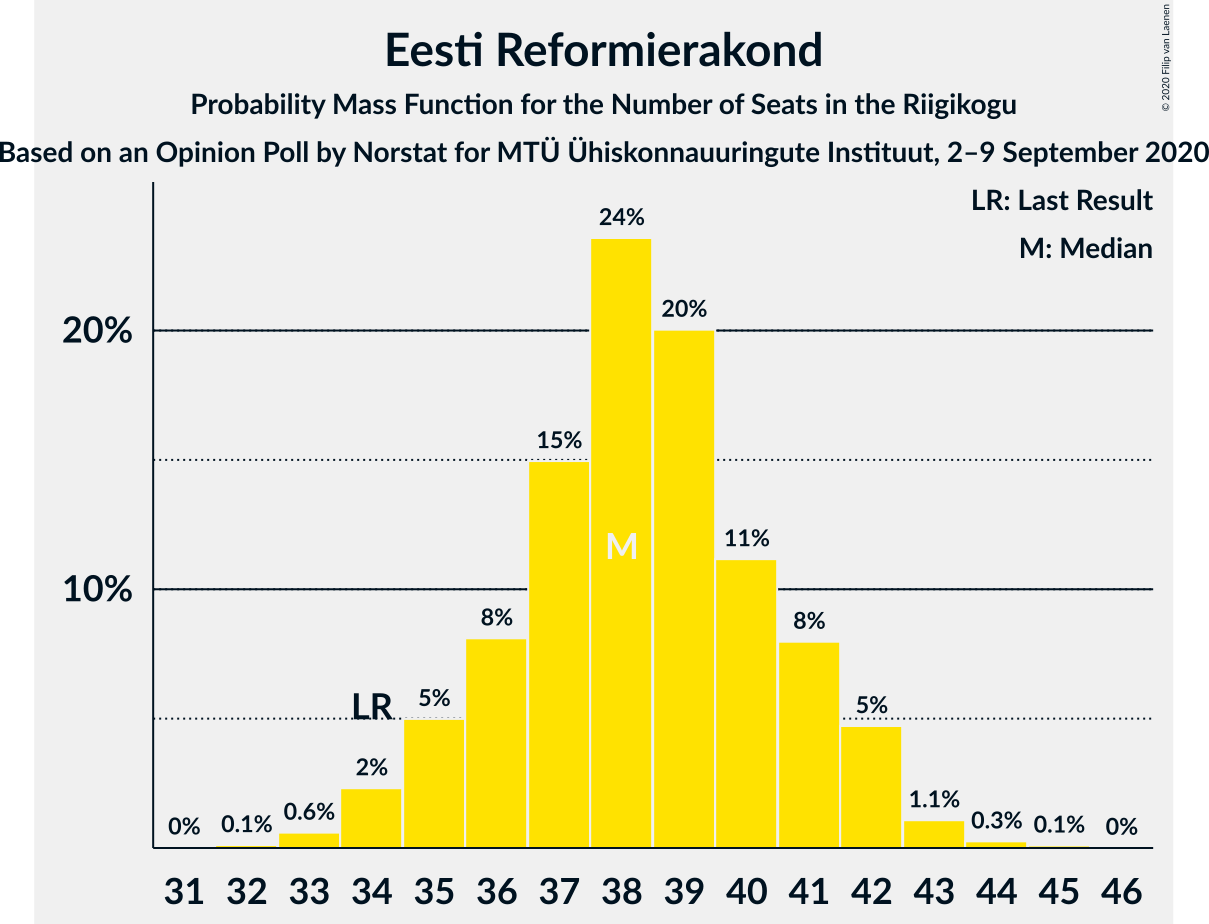 Eesti Reformierakond
Probability Mass Function for the Number of Seats in the Riigikogu
Based on an Opinion Poll by Norstat for MTÜ Ühiskonnauuringute Instituut, 2–9 September 2020
© 2020 Filip van Laenen
LR: Last Result
M: Median
20%
10%
0%
0.1%
0.6%
2%
LR
5%
8%
15%
24%
M
20%
11%
8%
5%
1.1%
0.3%
0.1%
0%
31 32 33 34 35 36 37 38 39 40 41 42 43 44 45 46